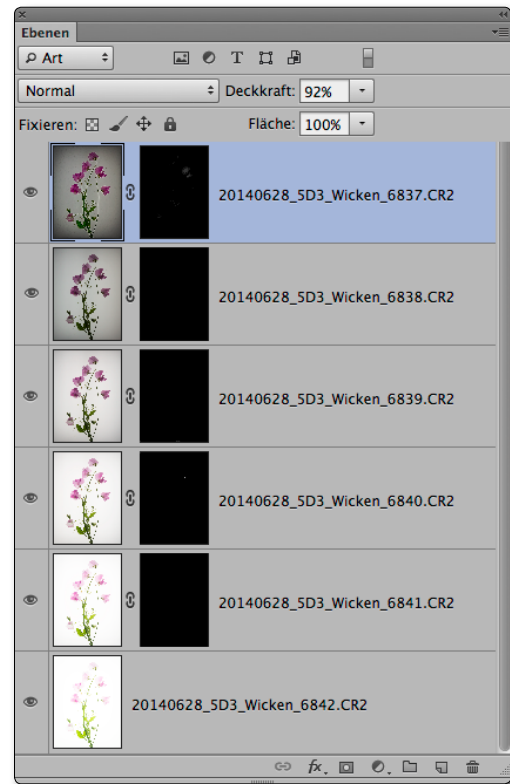 Ebenen
Art
Normal Deckkraft: 92%
Fixieren: Fläche: 100%
20140628_5D3_Wicken_6837.CR2
20140628_5D3_Wicken_6838.CR2
20140628_5D3_Wicken_6839.CR2
20140628_5D3_Wicken_6840.CR2
20140628_5D3_Wicken_6841.CR2
20140628_5D3_Wicken_6842.CR2
fx